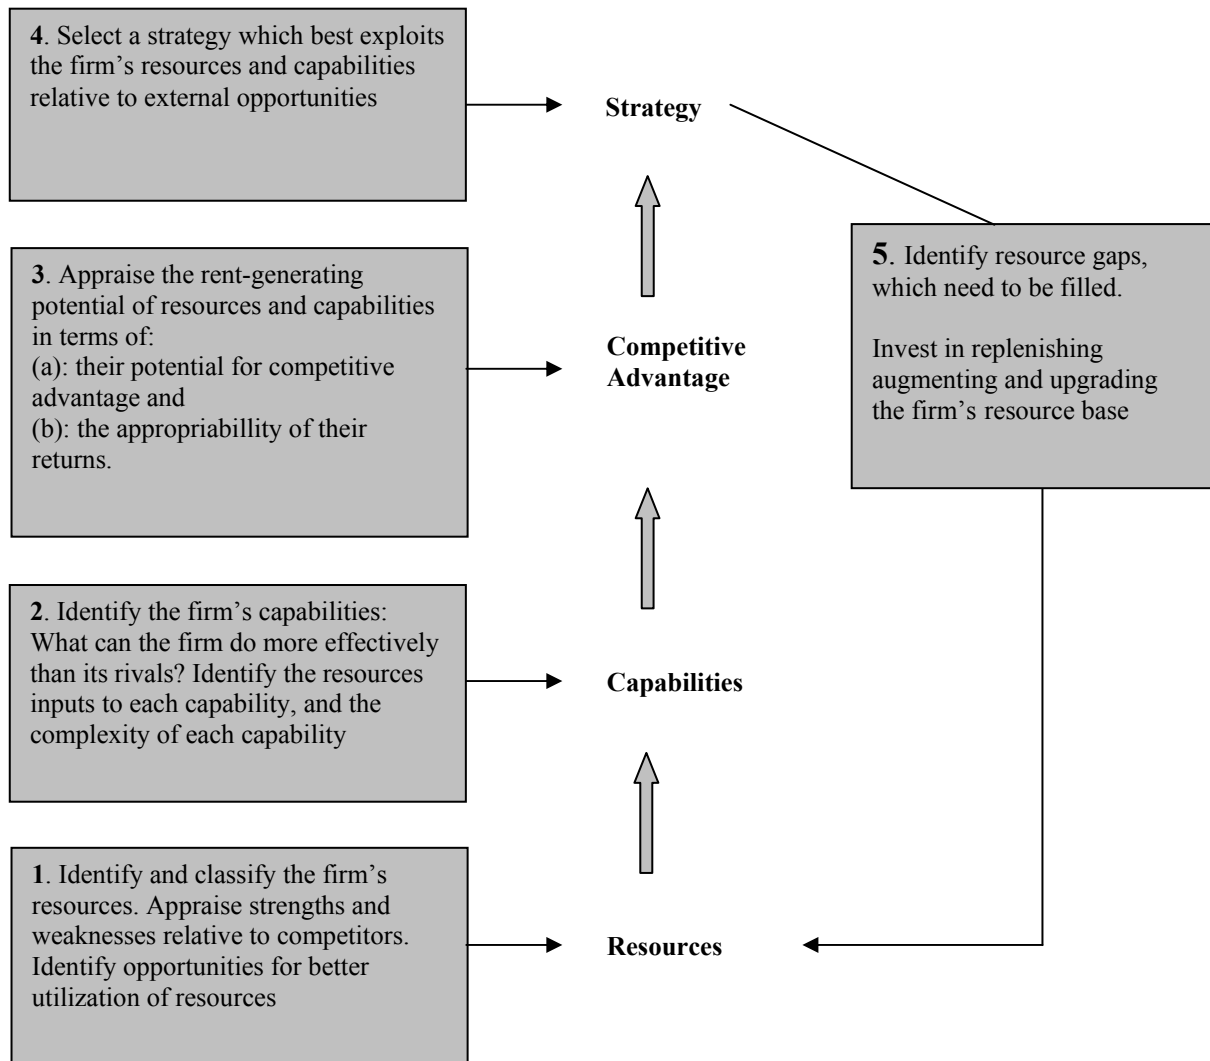 4. Select a strategy which best exploits
the firm’s resources and capabilities
relative to external opportunities
Strategy
3. Appraise the rent-generating
potential of resources and capabilities
in terms of:
(a): their potential for competitive
advantage and
(b): the appropriabillity of their
returns.
Competitive
Advantage
5. Identify resource gaps,
which need to be filled.
Invest in replenishing
augmenting and upgrading
the firm’s resource base
2. Identify the firm’s capabilities:
What can the firm do more effectively
than its rivals? Identify the resources
inputs to each capability, and the
complexity of each capability
Capabilities
1. Identify and classify the firm’s
resources. Appraise strengths and
weaknesses relative to competitors.
Identify opportunities for better
utilization of resources
Resources